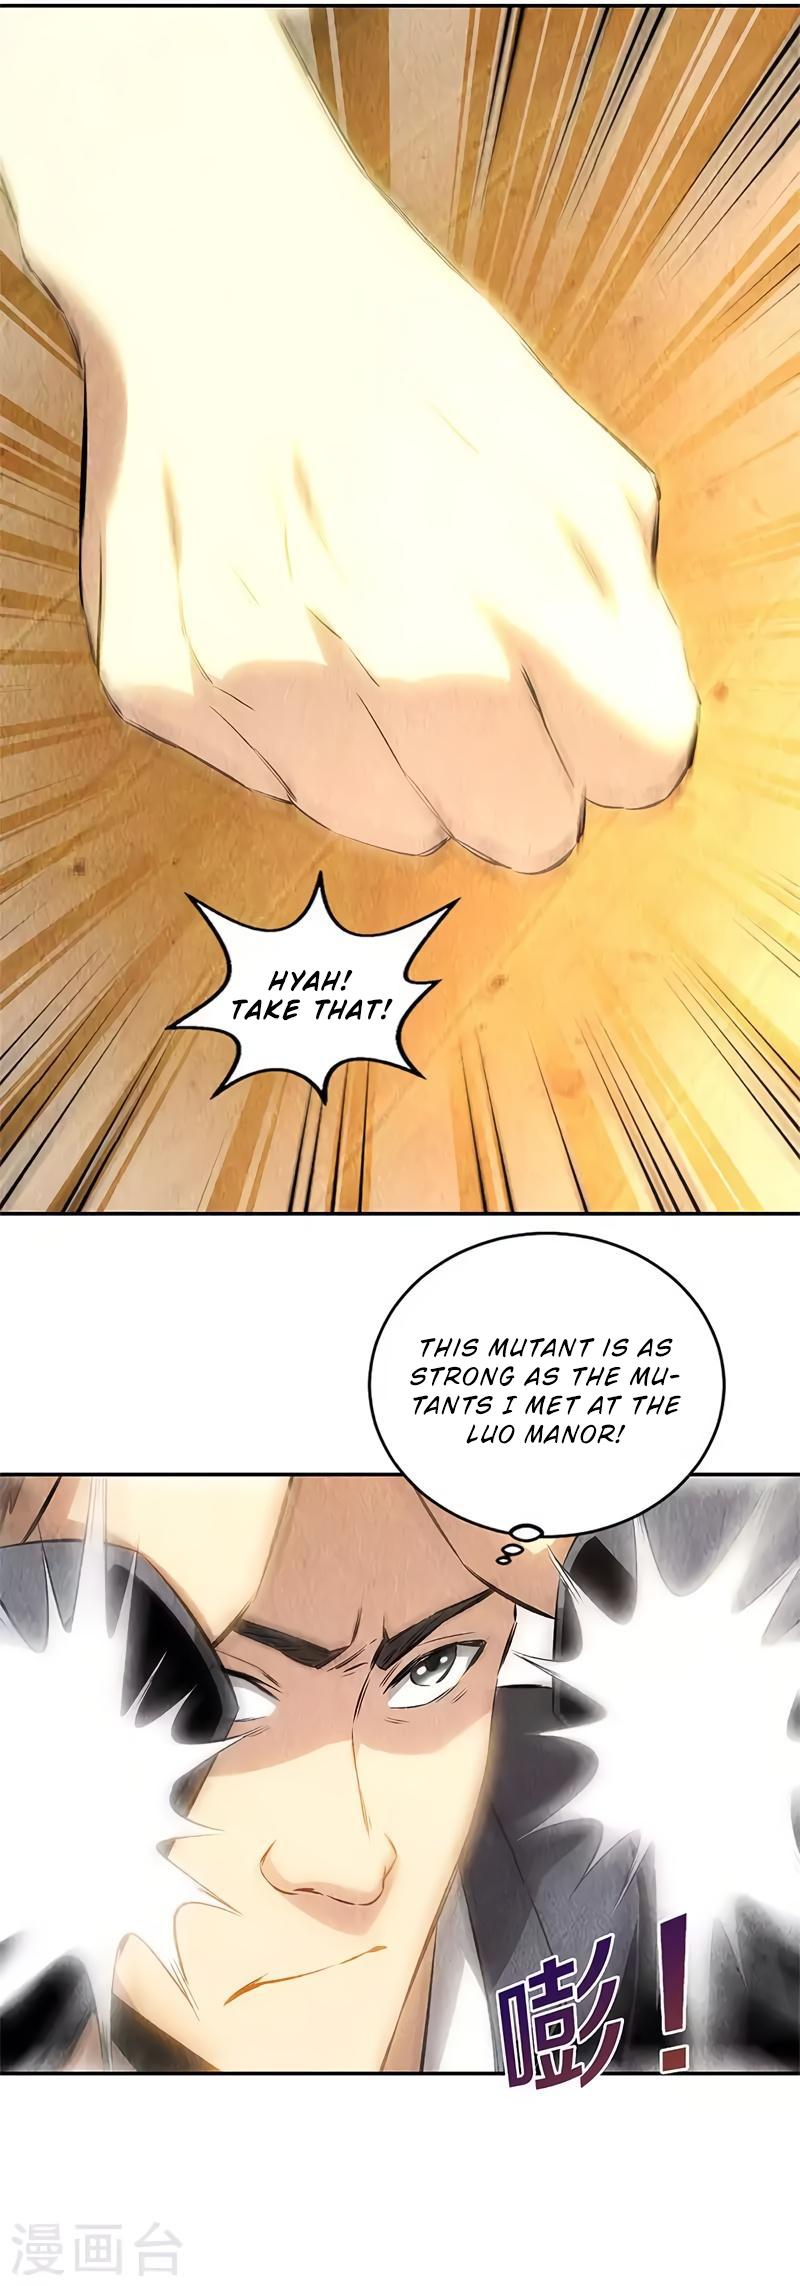 HYAH!
TAKE THAT!
THIS MUTANT IS AS
STRONG AS THE MU-
TANTS I MET AT THE
LUO MANOR!
嘭！
漫画台